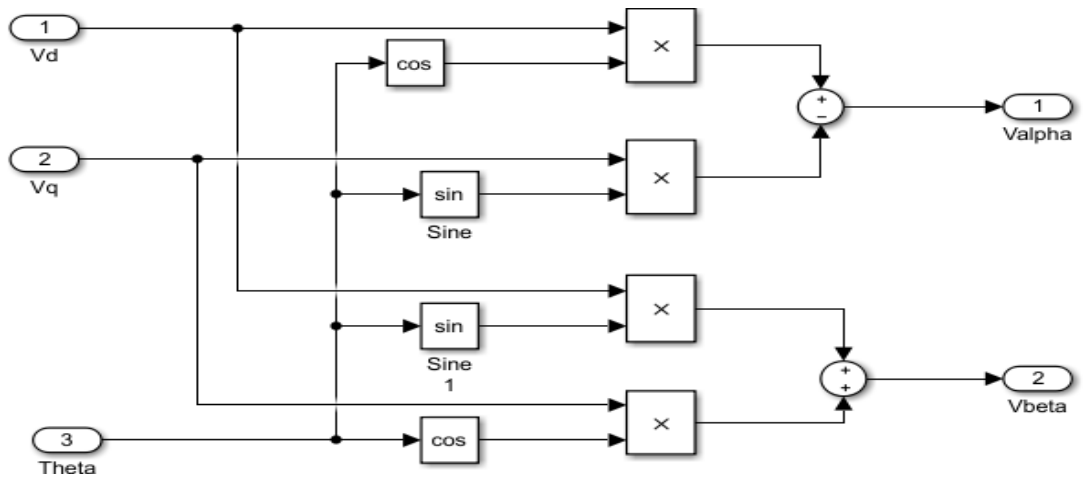 1
Vd
cos
×
+
−
1
Valpha
2
Vq
×
sin
Sine
×
sin
Sine
1
+
+
2
Vbeta
×
3
Theta
cos